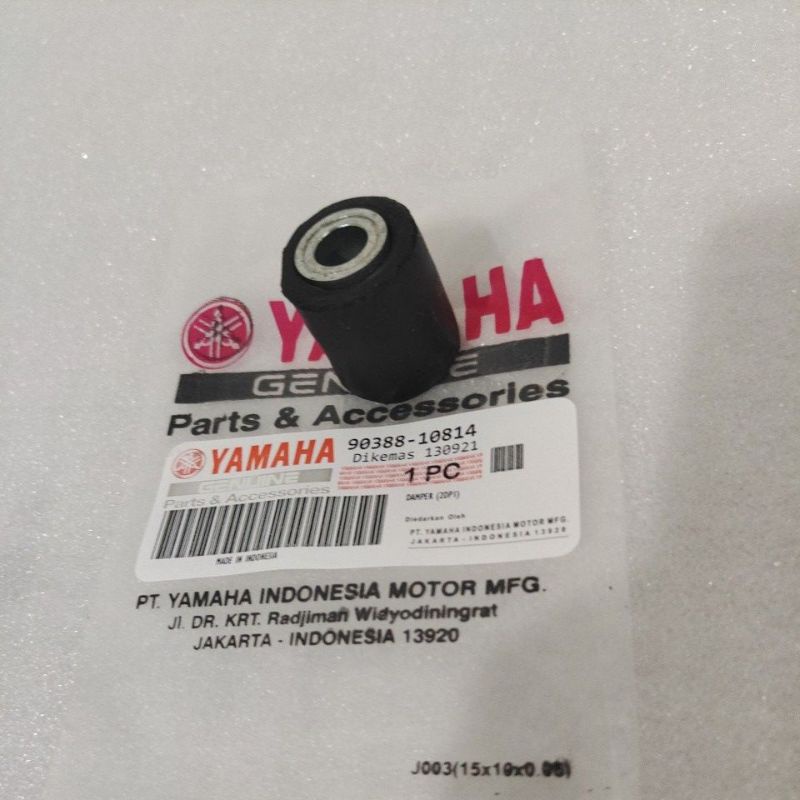 YAMAHA
GENUINE
Parts & Accessories
YAMAHA
GENUINE
Parts & Accessories
90388-10814
Dikemas 130921
1 PC
DAMPER (2DP1)
Diedarkan Oleh
PT. YAMAHA INDONESIA MOTOR MFG.
JAKARTA - INDONESIA 13920
MADE IN INDONESIA
PT. YAMAHA INDONESIA MOTOR MFG.
Jl. DR. KRT. Radjiman Widyodiningrat
JAKARTA - INDONESIA 13920